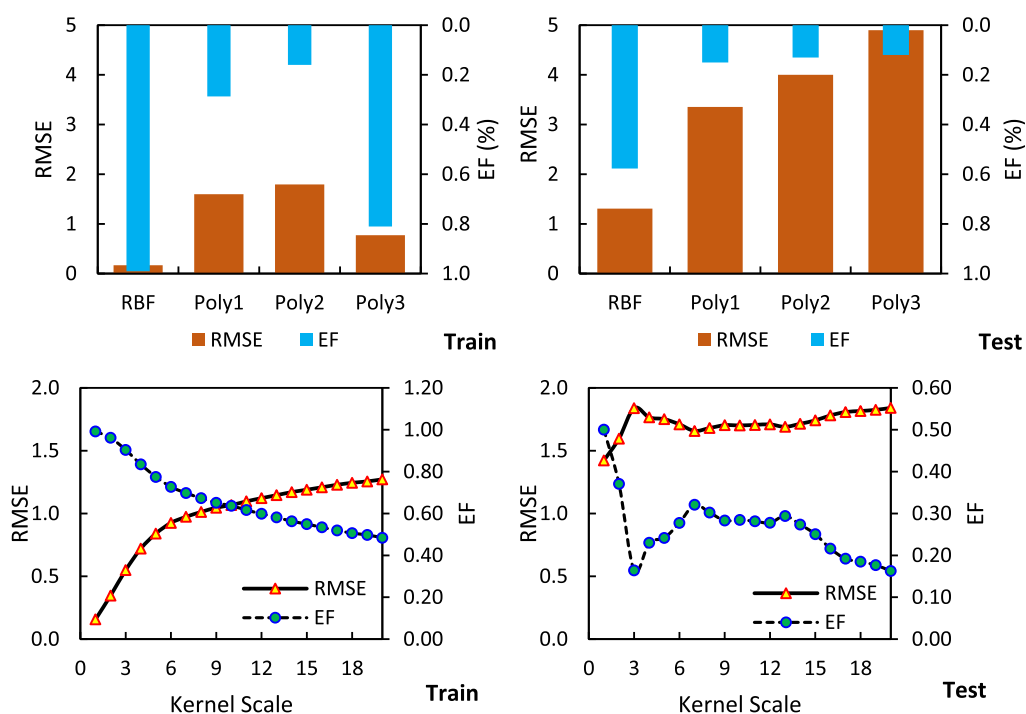 5
4
3
2
1
0
RMSE
0.0
0.2
0.4
0.6
0.8
1.0
EF (%)
RBF Poly1 Poly2 Poly3
RMSE EF
Train
5
4
3
2
1
0
RMSE
0.0
0.2
0.4
0.6
0.8
1.0
EF (%)
RBF Poly1 Poly2 Poly3
RMSE EF
Test
2.0
1.5
1.0
0.5
0.0
RMSE
1.20
1.00
0.80
0.60
0.40
0.20
0.00
EF
RMSE
EF
0 3 6 9 12 15 18
Kernel Scale
Train
2.0
1.5
1.0
0.5
0.0
RMSE
0.60
0.50
0.40
0.30
0.20
0.10
0.00
EF
RMSE
EF
0 3 6 9 12 15 18
Kernel Scale
Test